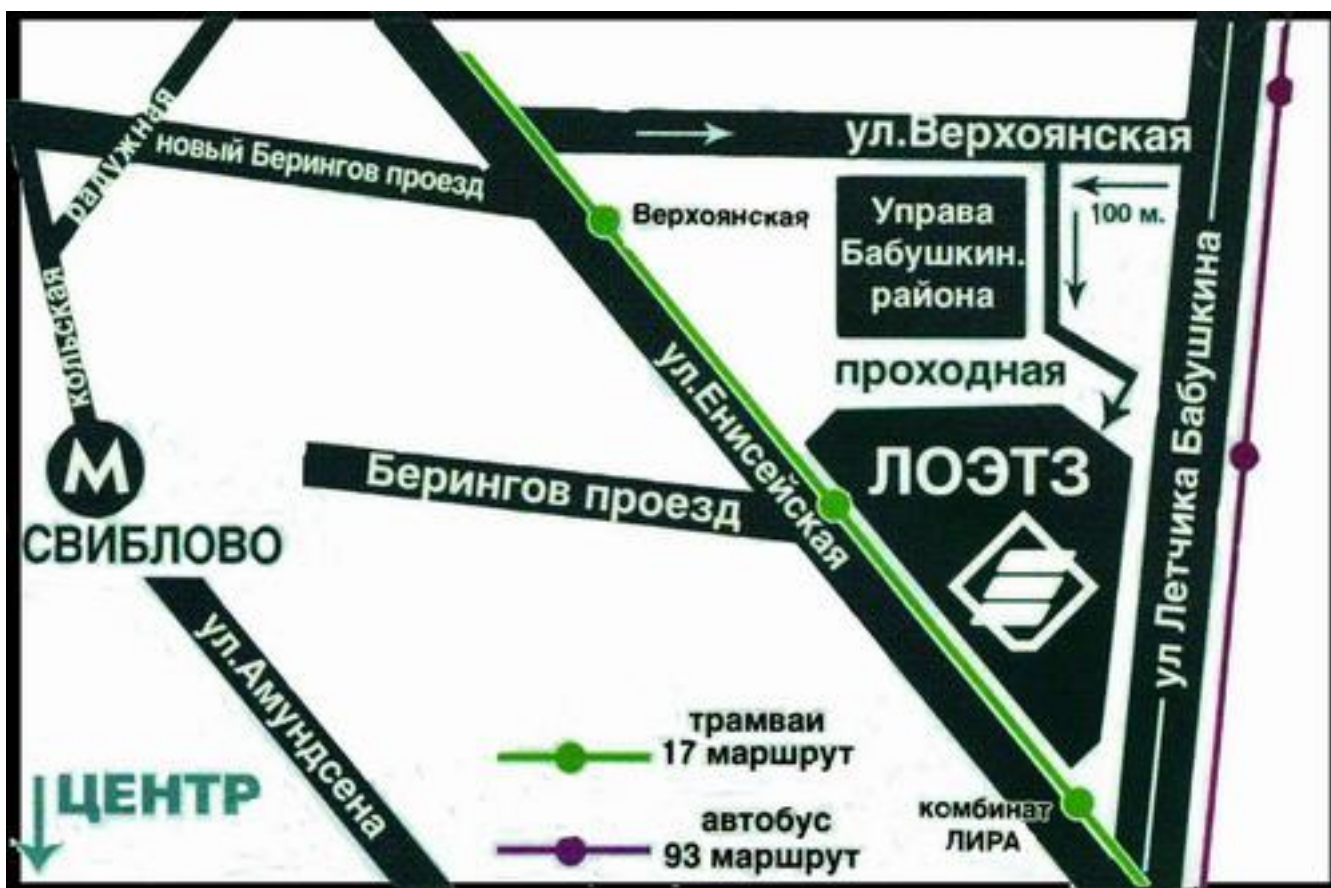 радужная
новый Берингов проезд
ул.Верхоянская
Верхоянская
100 м.
Управа
Бабушкин.
района
кольская
ул.Енисейская
проходная
ул Летчика Бабушкина
М
СВИБЛОВО
Берингов проезд
ЛОЭТЗ
ул.Амундсена
трамваи
17 маршрут
ЦЕНТР
комбинат
ЛИРА
автобус
93 маршрут